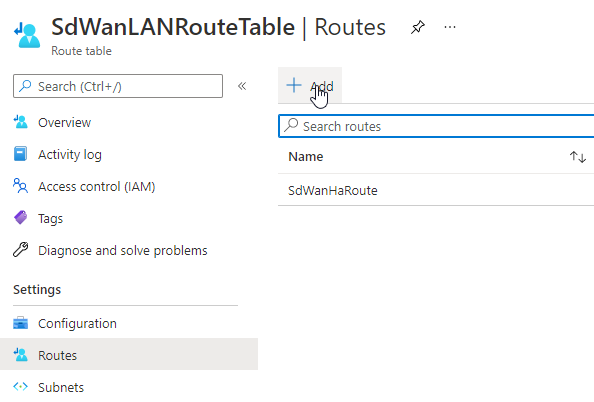 SdWanLANRouteTable | Routes
Route table
Search (Ctrl+/)
Overview
Activity log
Access control (IAM)
Tags
Diagnose and solve problems
Settings
Configuration
Routes
Subnets
Add
Search routes
Name
SdWanHaRoute